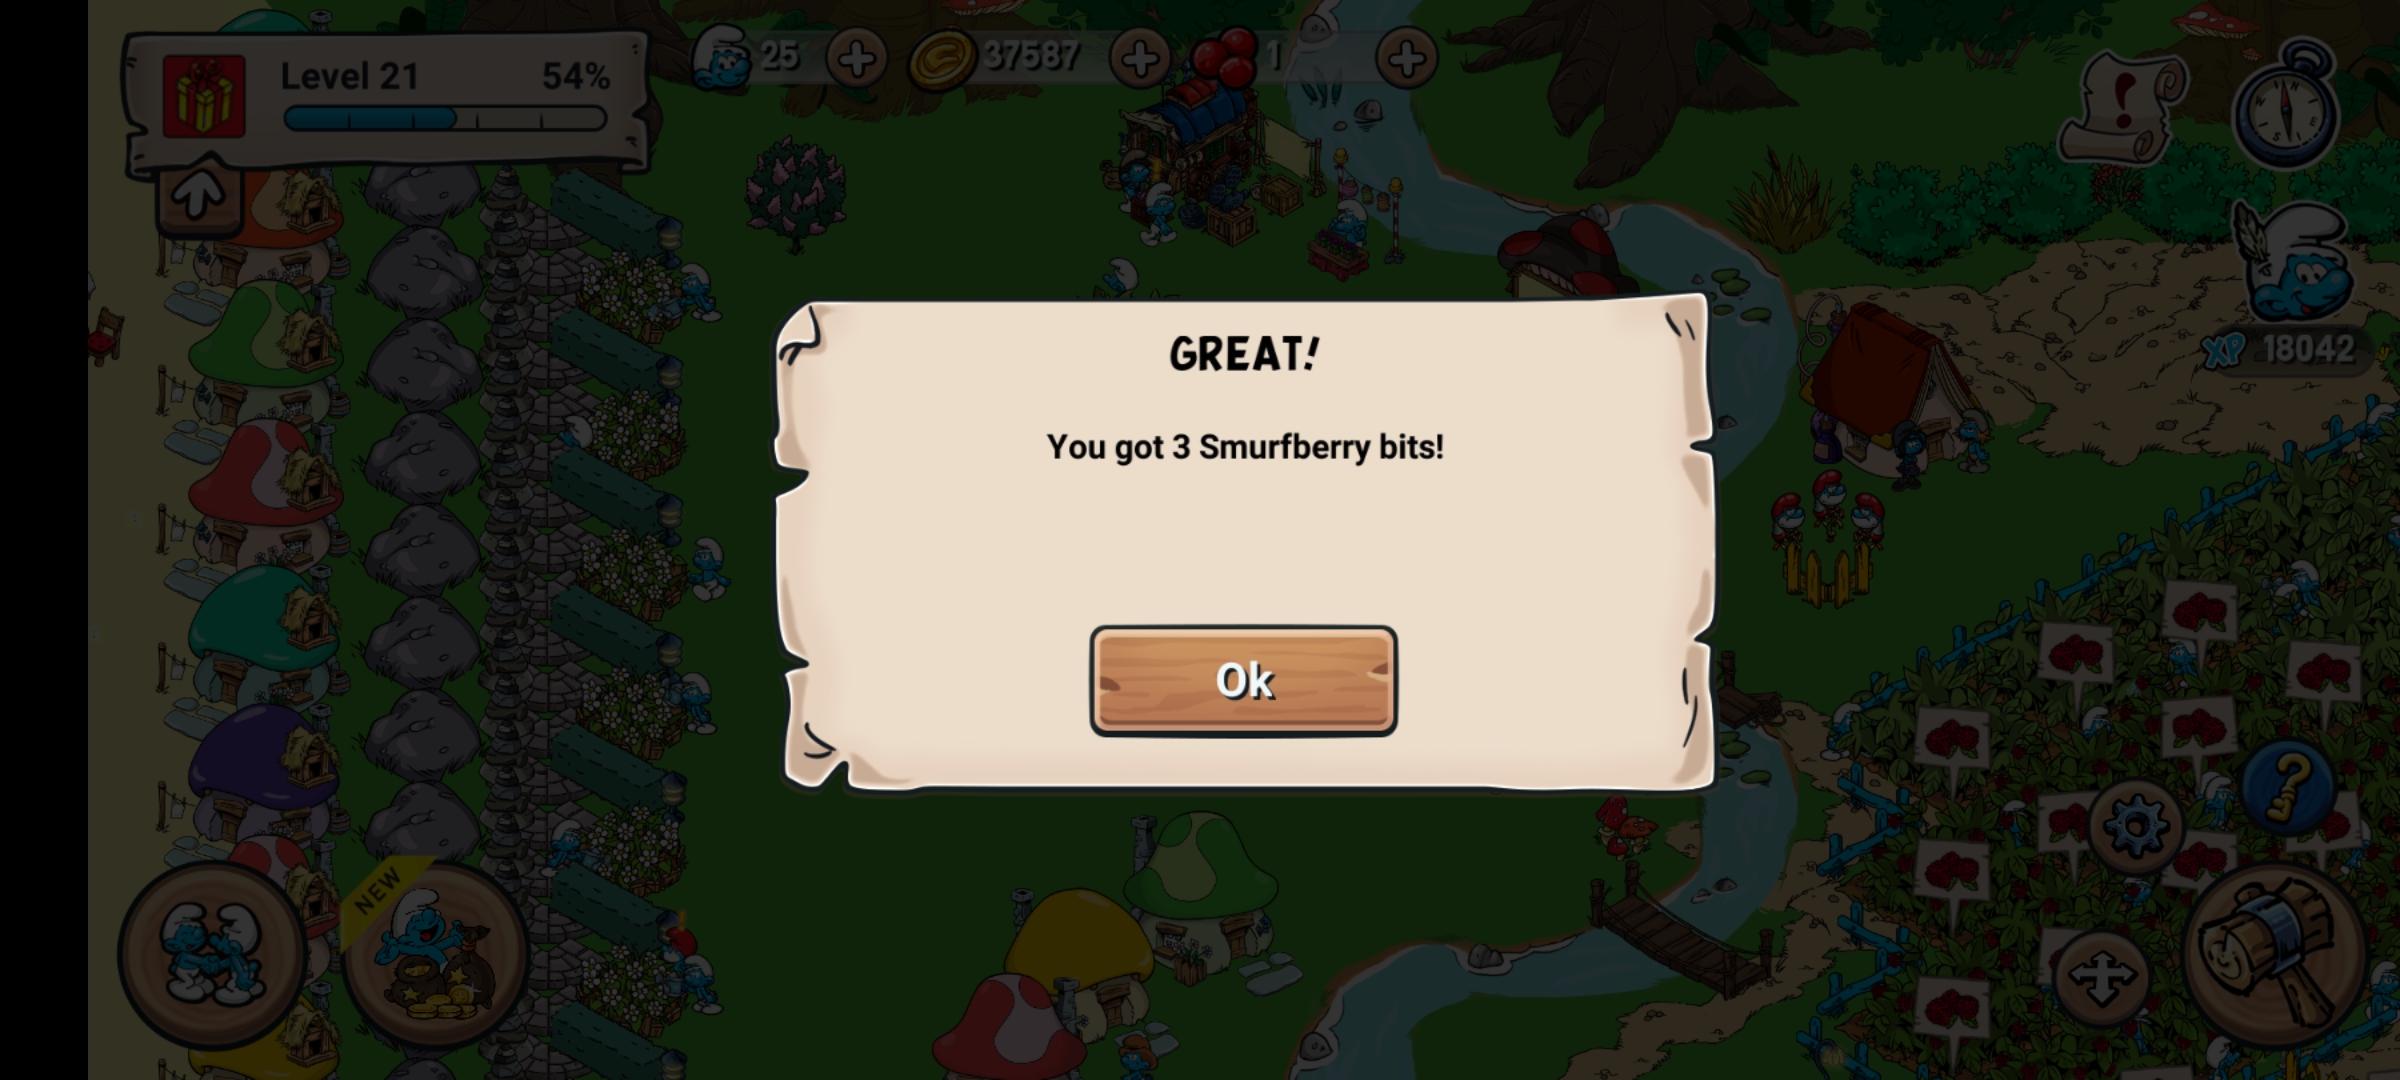 Level 21
54%
25
37587
1
XP 18042
GREAT!
You got 3 Smurfberry bits!
Ok
NEW